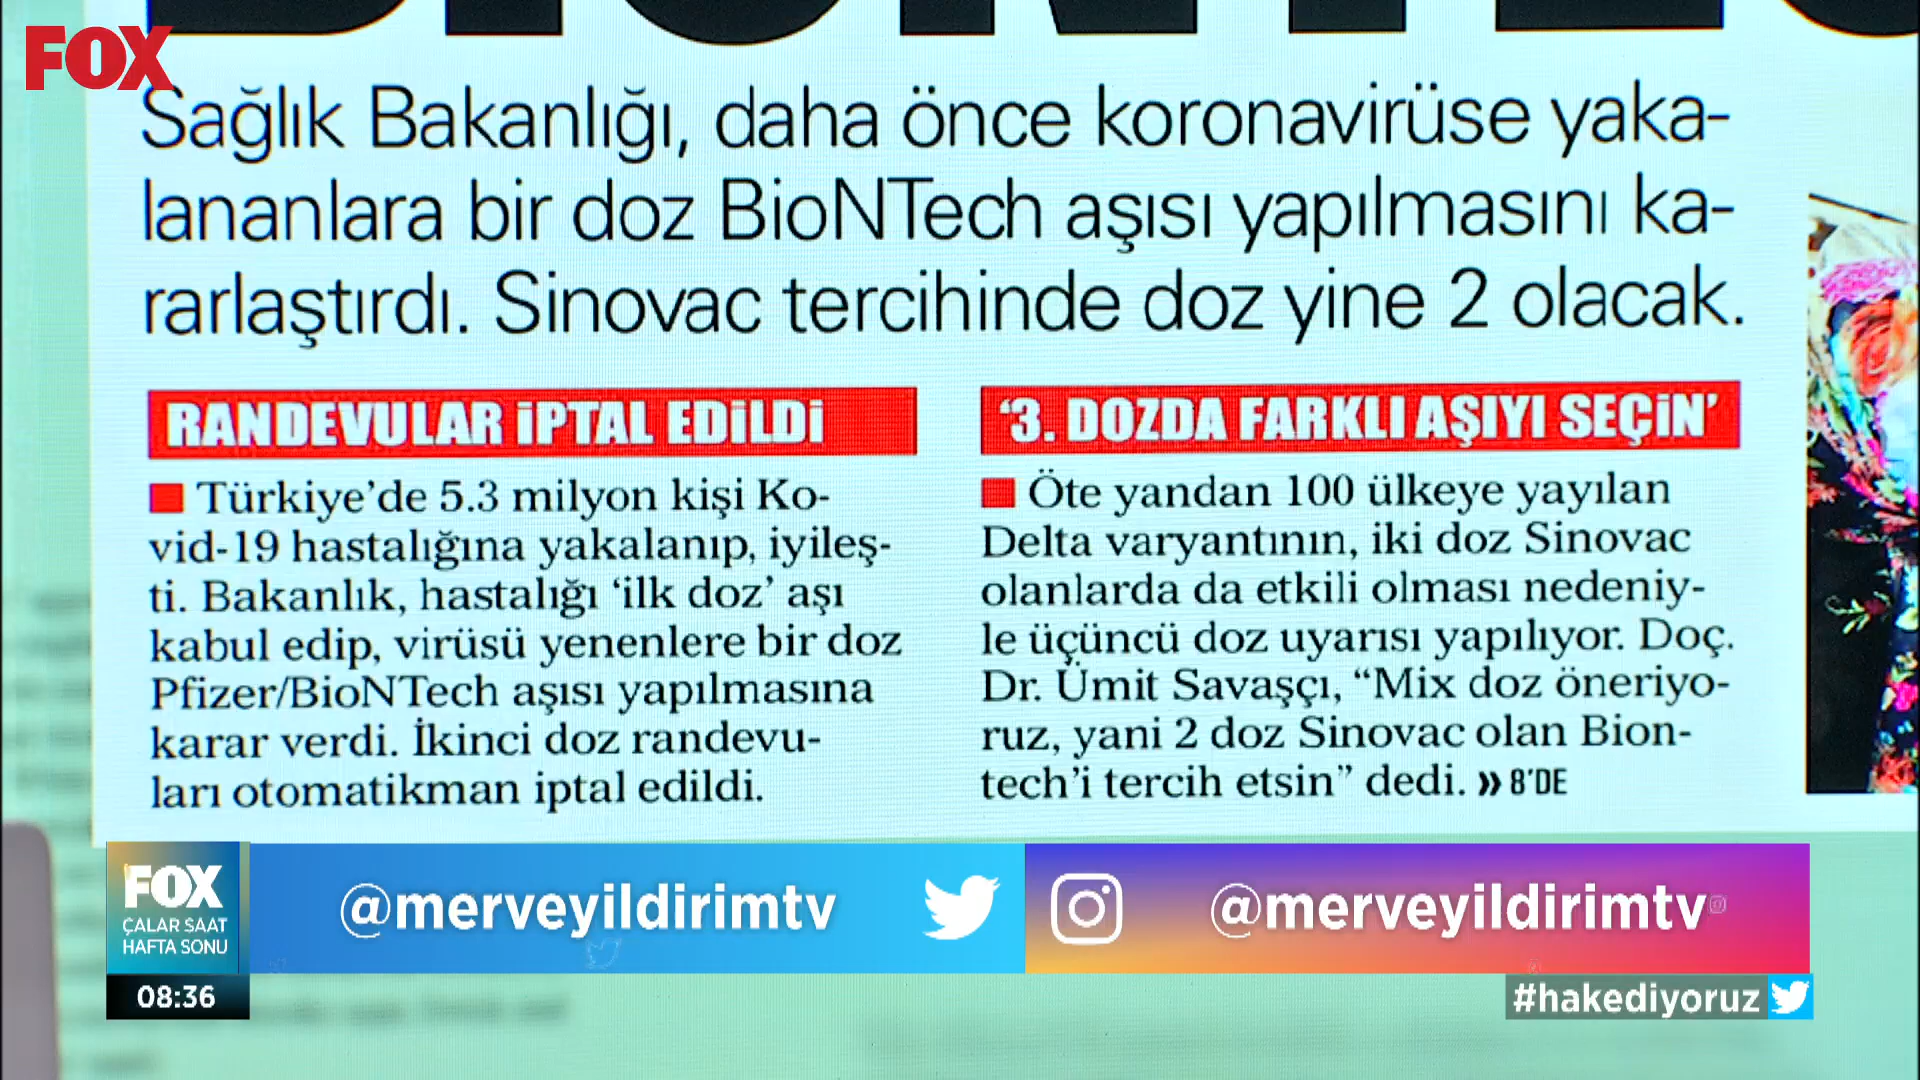 FOX
Sağlık Bakanlığı, daha önce koronavirüse yaka-
lananlara bir doz BioNTech aşısı yapılmasını ka-
rarlaştırdı. Sinovac tercihinde doz yine 2 olacak.
RANDEVULAR İPTAL EDİLDİ
Türkiye'de 5.3 milyon kişi Ko-
vid-19 hastalığına yakalanıp, iyileş-
ti. Bakanlık, hastalığı 'ilk doz' aşı
kabul edip, virüsü yenenlere bir doz
Pfizer/BioNTech aşısı yapılmasına
karar verdi. İkinci doz randevu-
ları otomatikman iptal edildi.
'3. DOZDA FARKLI AŞIYI SEÇİN'
Öte yandan 100 ülkeye yayılan
Delta varyantının, iki doz Sinovac
olanlarda da etkili olması nedeniy-
le üçüncü doz uyarısı yapılıyor. Doç.
Dr. Ümit Savaşçı, “Mix doz öneriyo-
ruz, yani 2 doz Sinovac olan Bion-
tech'i tercih etsin” dedi. » 8'DE
FOX
ÇALAR SAAT
HAFTA SONU
08:36
@merveyildirimtv
@merveyildirimtv
#hakediyoruz